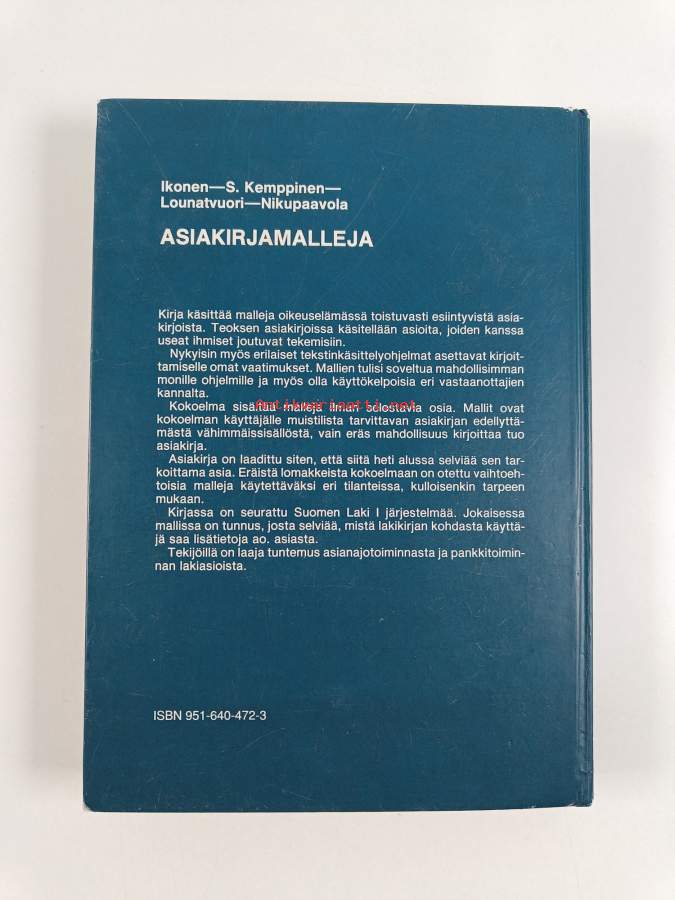 Ikonen—S. Kemppinen—
Lounatvuori—Nikupaavola
ASIAKIRJAMALLEJA
Kirja käsittää malleja oikeuselämässä toistuvasti esiintyvistä asia-
kirjoista. Teoksen asiakirjoissa käsitellään asioita, joiden kanssa
useat ihmiset joutuvat tekemisiin.
Nykyisin myös erilaiset tekstinkäsittelyohjelmat asettavat kirjoit-
tamiselle omat vaatimukset. Mallien tulisi soveltua mahdollisimman
monille ohjelmille ja myös olla käyttökelpoisia eri vastaanottajien
kannalta.
Antikvariaatti.net
Kokoelma sisältää malleja ilman selostavia osia. Mallit ovat
kokoelman käyttäjälle muistilista tarvittavan asiakirjan edellyttä-
mästä vähimmäissisällöstä, vain eräs mahdollisuus kirjoittaa tuo
asiakirja.
Asiakirja on laadittu siten, että siitä heti alussa selviää sen tar-
koittama asia. Eräistä lomakkeista kokoelmaan on otettu vaihtoeh-
toisia malleja käytettäväksi eri tilanteissa, kulloisenkin tarpeen
mukaan.
Kirjassa on seurattu Suomen Laki I järjestelmää. Jokaisessa
mallissa on tunnus, josta selviää, mistä lakikirjan kohdasta käyttä-
jä saa lisätietoja ao. asiasta.
Tekijöillä on laaja tuntemus asianajotoiminnasta ja pankkitoimin-
nan lakiasioista.
ISBN 951-640-472-3